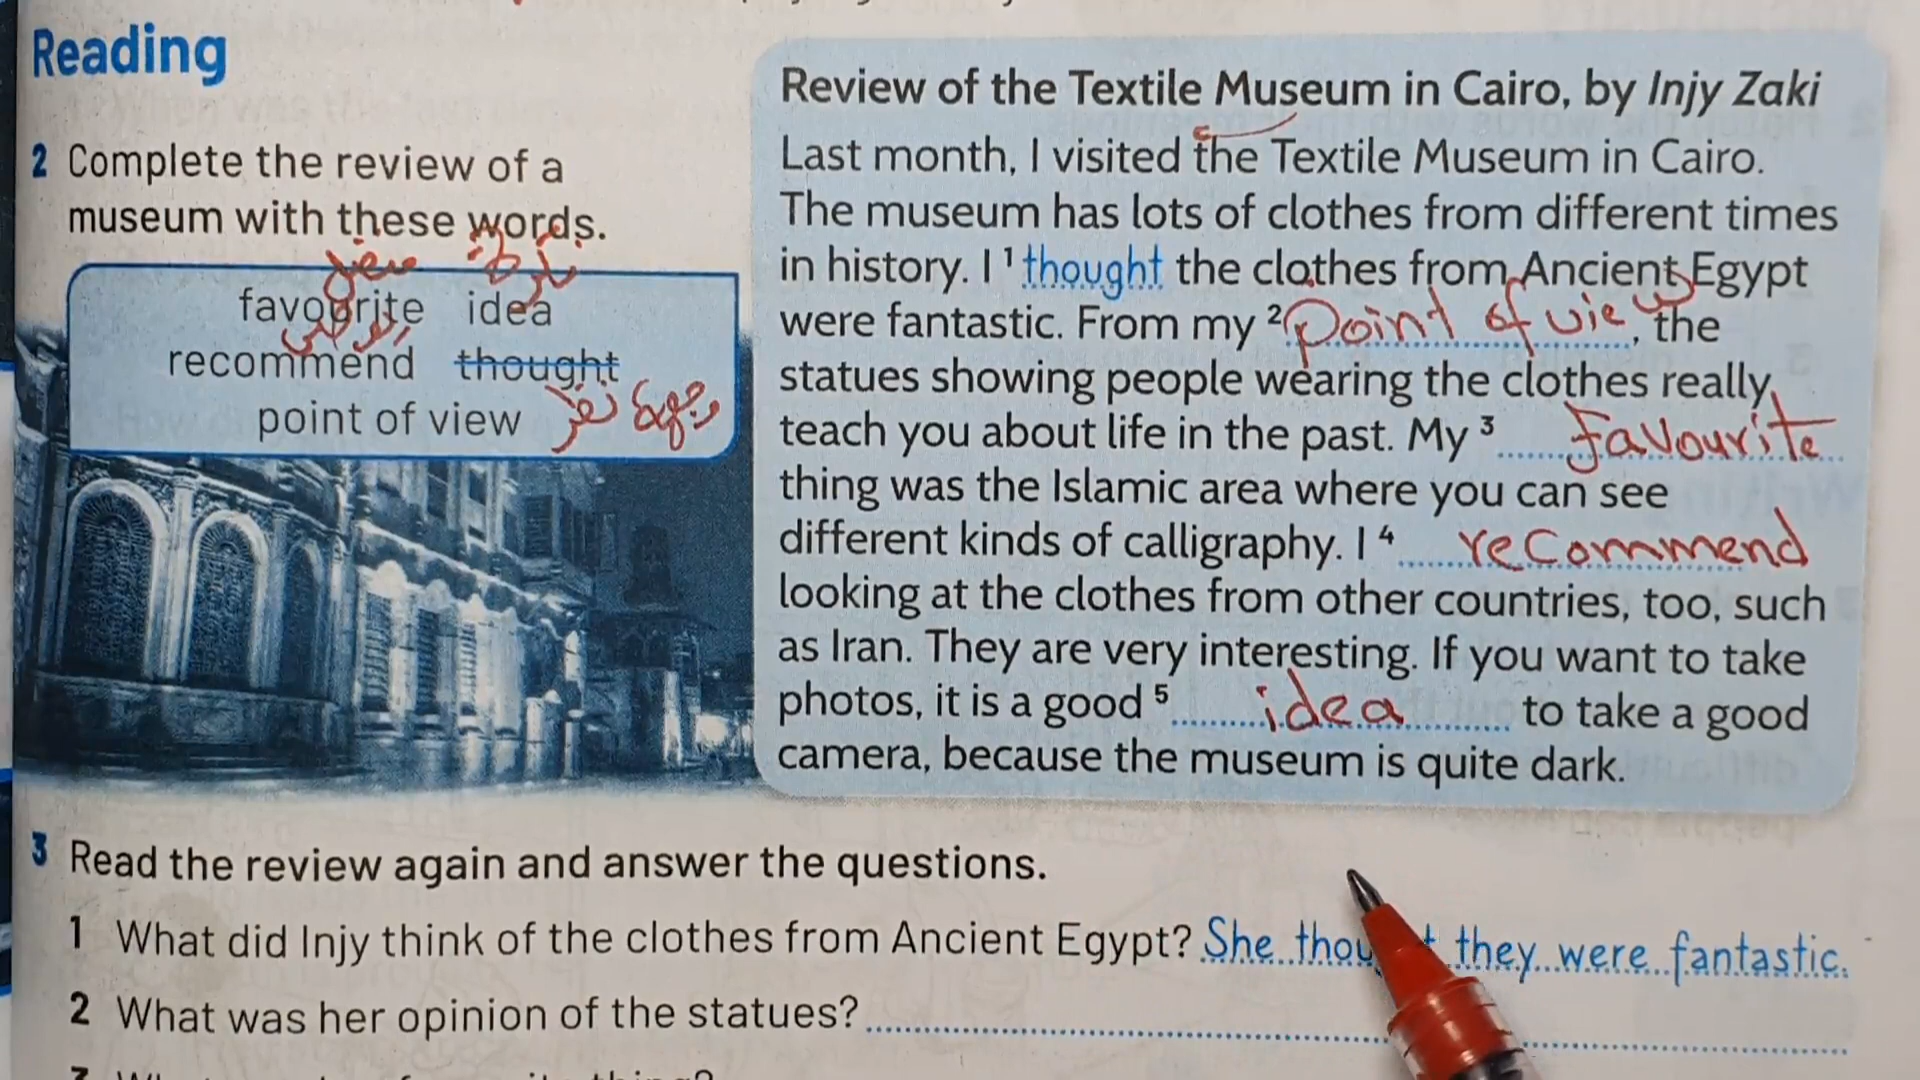 Reading
2 Complete the review of a
museum with these words.
مفضل فكرة
favourite idea
يوصي
recommend thought
point of view وجهة نظر
Review of the Textile Museum in Cairo, by Injy Zaki
Last month, I visited the Textile Museum in Cairo.
The museum has lots of clothes from different times
in history. I ¹ thought the clothes from Ancient Egypt
were fantastic. From my ² Point of view, the
statues showing people wearing the clothes really
teach you about life in the past. My ³ Favourite
thing was the Islamic area where you can see
different kinds of calligraphy. I ⁴ recommend
looking at the clothes from other countries, too, such
as Iran. They are very interesting. If you want to take
photos, it is a good ⁵ idea to take a good
camera, because the museum is quite dark.
3 Read the review again and answer the questions.
1 What did Injy think of the clothes from Ancient Egypt? She thought they were fantastic.
2 What was her opinion of the statues?